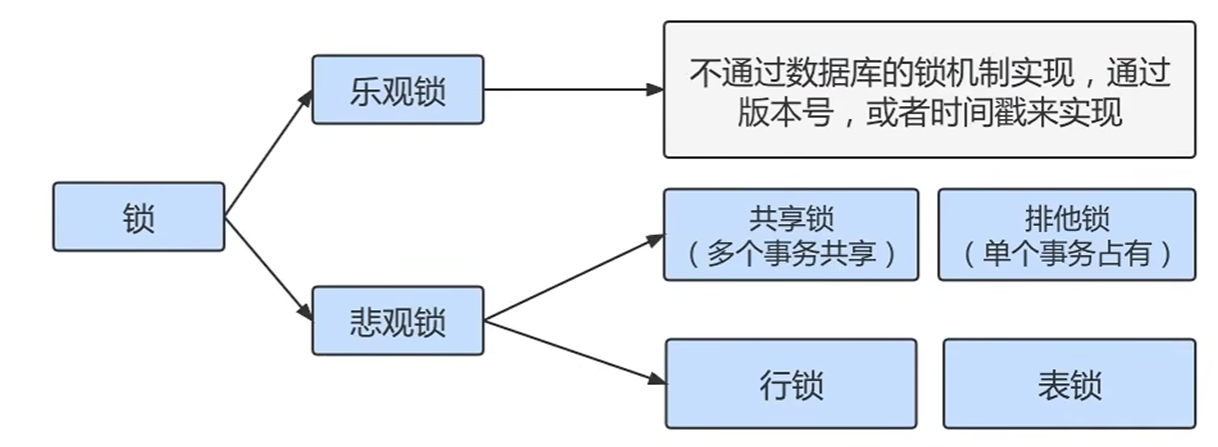 乐观锁
不通过数据库的锁机制实现，通过
版本号，或者时间戳来实现
锁
共享锁
（多个事务共享）
排他锁
（单个事务占有）
悲观锁
行锁
表锁